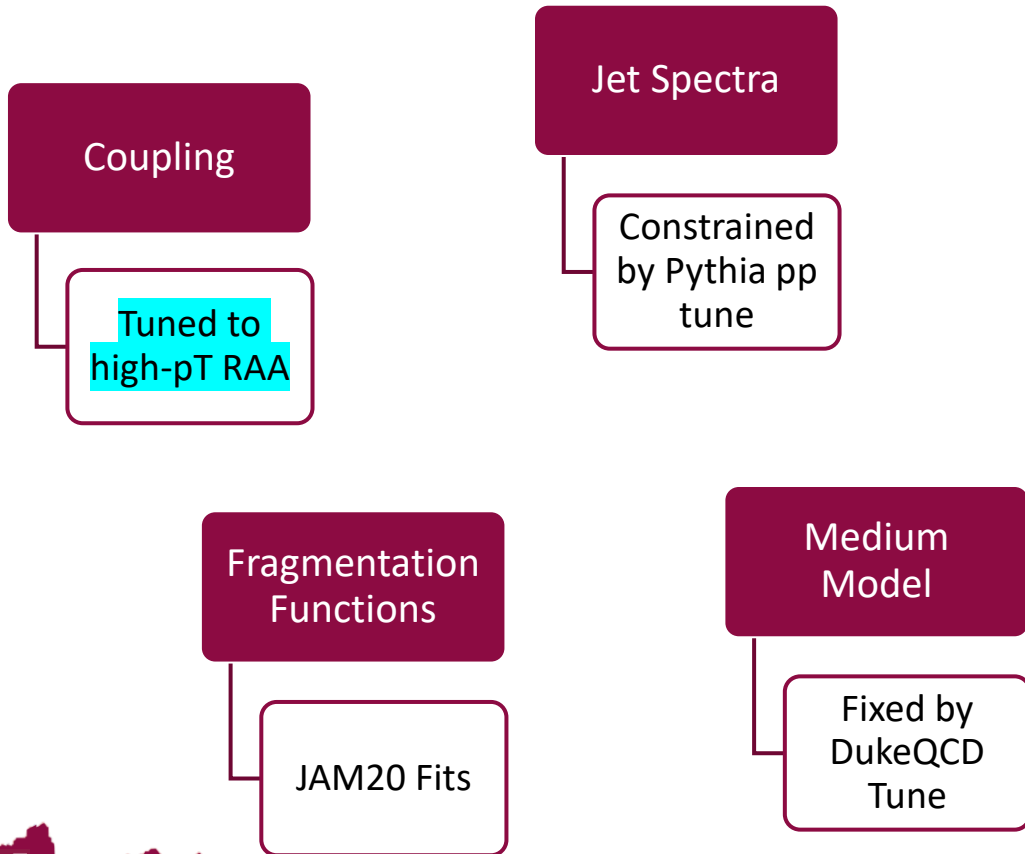 Coupling
Tuned to
high-pT RAA
Jet Spectra
Constrained
by Pythia pp
tune
Fragmentation
Functions
JAM20 Fits
Medium
Model
Fixed by
DukeQCD
Tune